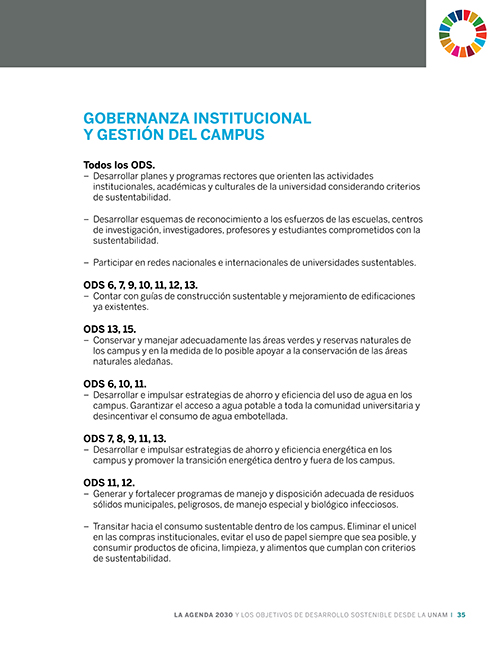 GOBERNANZA INSTITUCIONAL
Y GESTIÓN DEL CAMPUS
Todos los ODS.
– Desarrollar planes y programas rectores que orienten las actividades
institucionales, académicas y culturales de la universidad considerando criterios
de sustentabilidad.
– Desarrollar esquemas de reconocimiento a los esfuerzos de las escuelas, centros
de investigación, investigadores, profesores y estudiantes comprometidos con la
sustentabilidad.
– Participar en redes nacionales e internacionales de universidades sustentables.
ODS 6, 7, 9, 10, 11, 12, 13.
– Contar con guías de construcción sustentable y mejoramiento de edificaciones
ya existentes.
ODS 13, 15.
– Conservar y manejar adecuadamente las áreas verdes y reservas naturales de
los campus y en la medida de lo posible apoyar a la conservación de las áreas
naturales aledañas.
ODS 6, 10, 11.
– Desarrollar e impulsar estrategias de ahorro y eficiencia del uso de agua en los
campus. Garantizar el acceso a agua potable a toda la comunidad universitaria y
desincentivar el consumo de agua embotellada.
ODS 7, 8, 9, 11, 13.
– Desarrollar e impulsar estrategias de ahorro y eficiencia energética en los
campus y promover la transición energética dentro y fuera de los campus.
ODS 11, 12.
– Generar y fortalecer programas de manejo y disposición adecuada de residuos
sólidos municipales, peligrosos, de manejo especial y biológico infecciosos.
– Transitar hacia el consumo sustentable dentro de los campus. Eliminar el unicel
en las compras institucionales, evitar el uso de papel siempre que sea posible, y
consumir productos de oficina, limpieza, y alimentos que cumplan con criterios
de sustentabilidad.
LA AGENDA 2030 Y LOS OBJETIVOS DE DESARROLLO SOSTENIBLE DESDE LA UNAM | 35